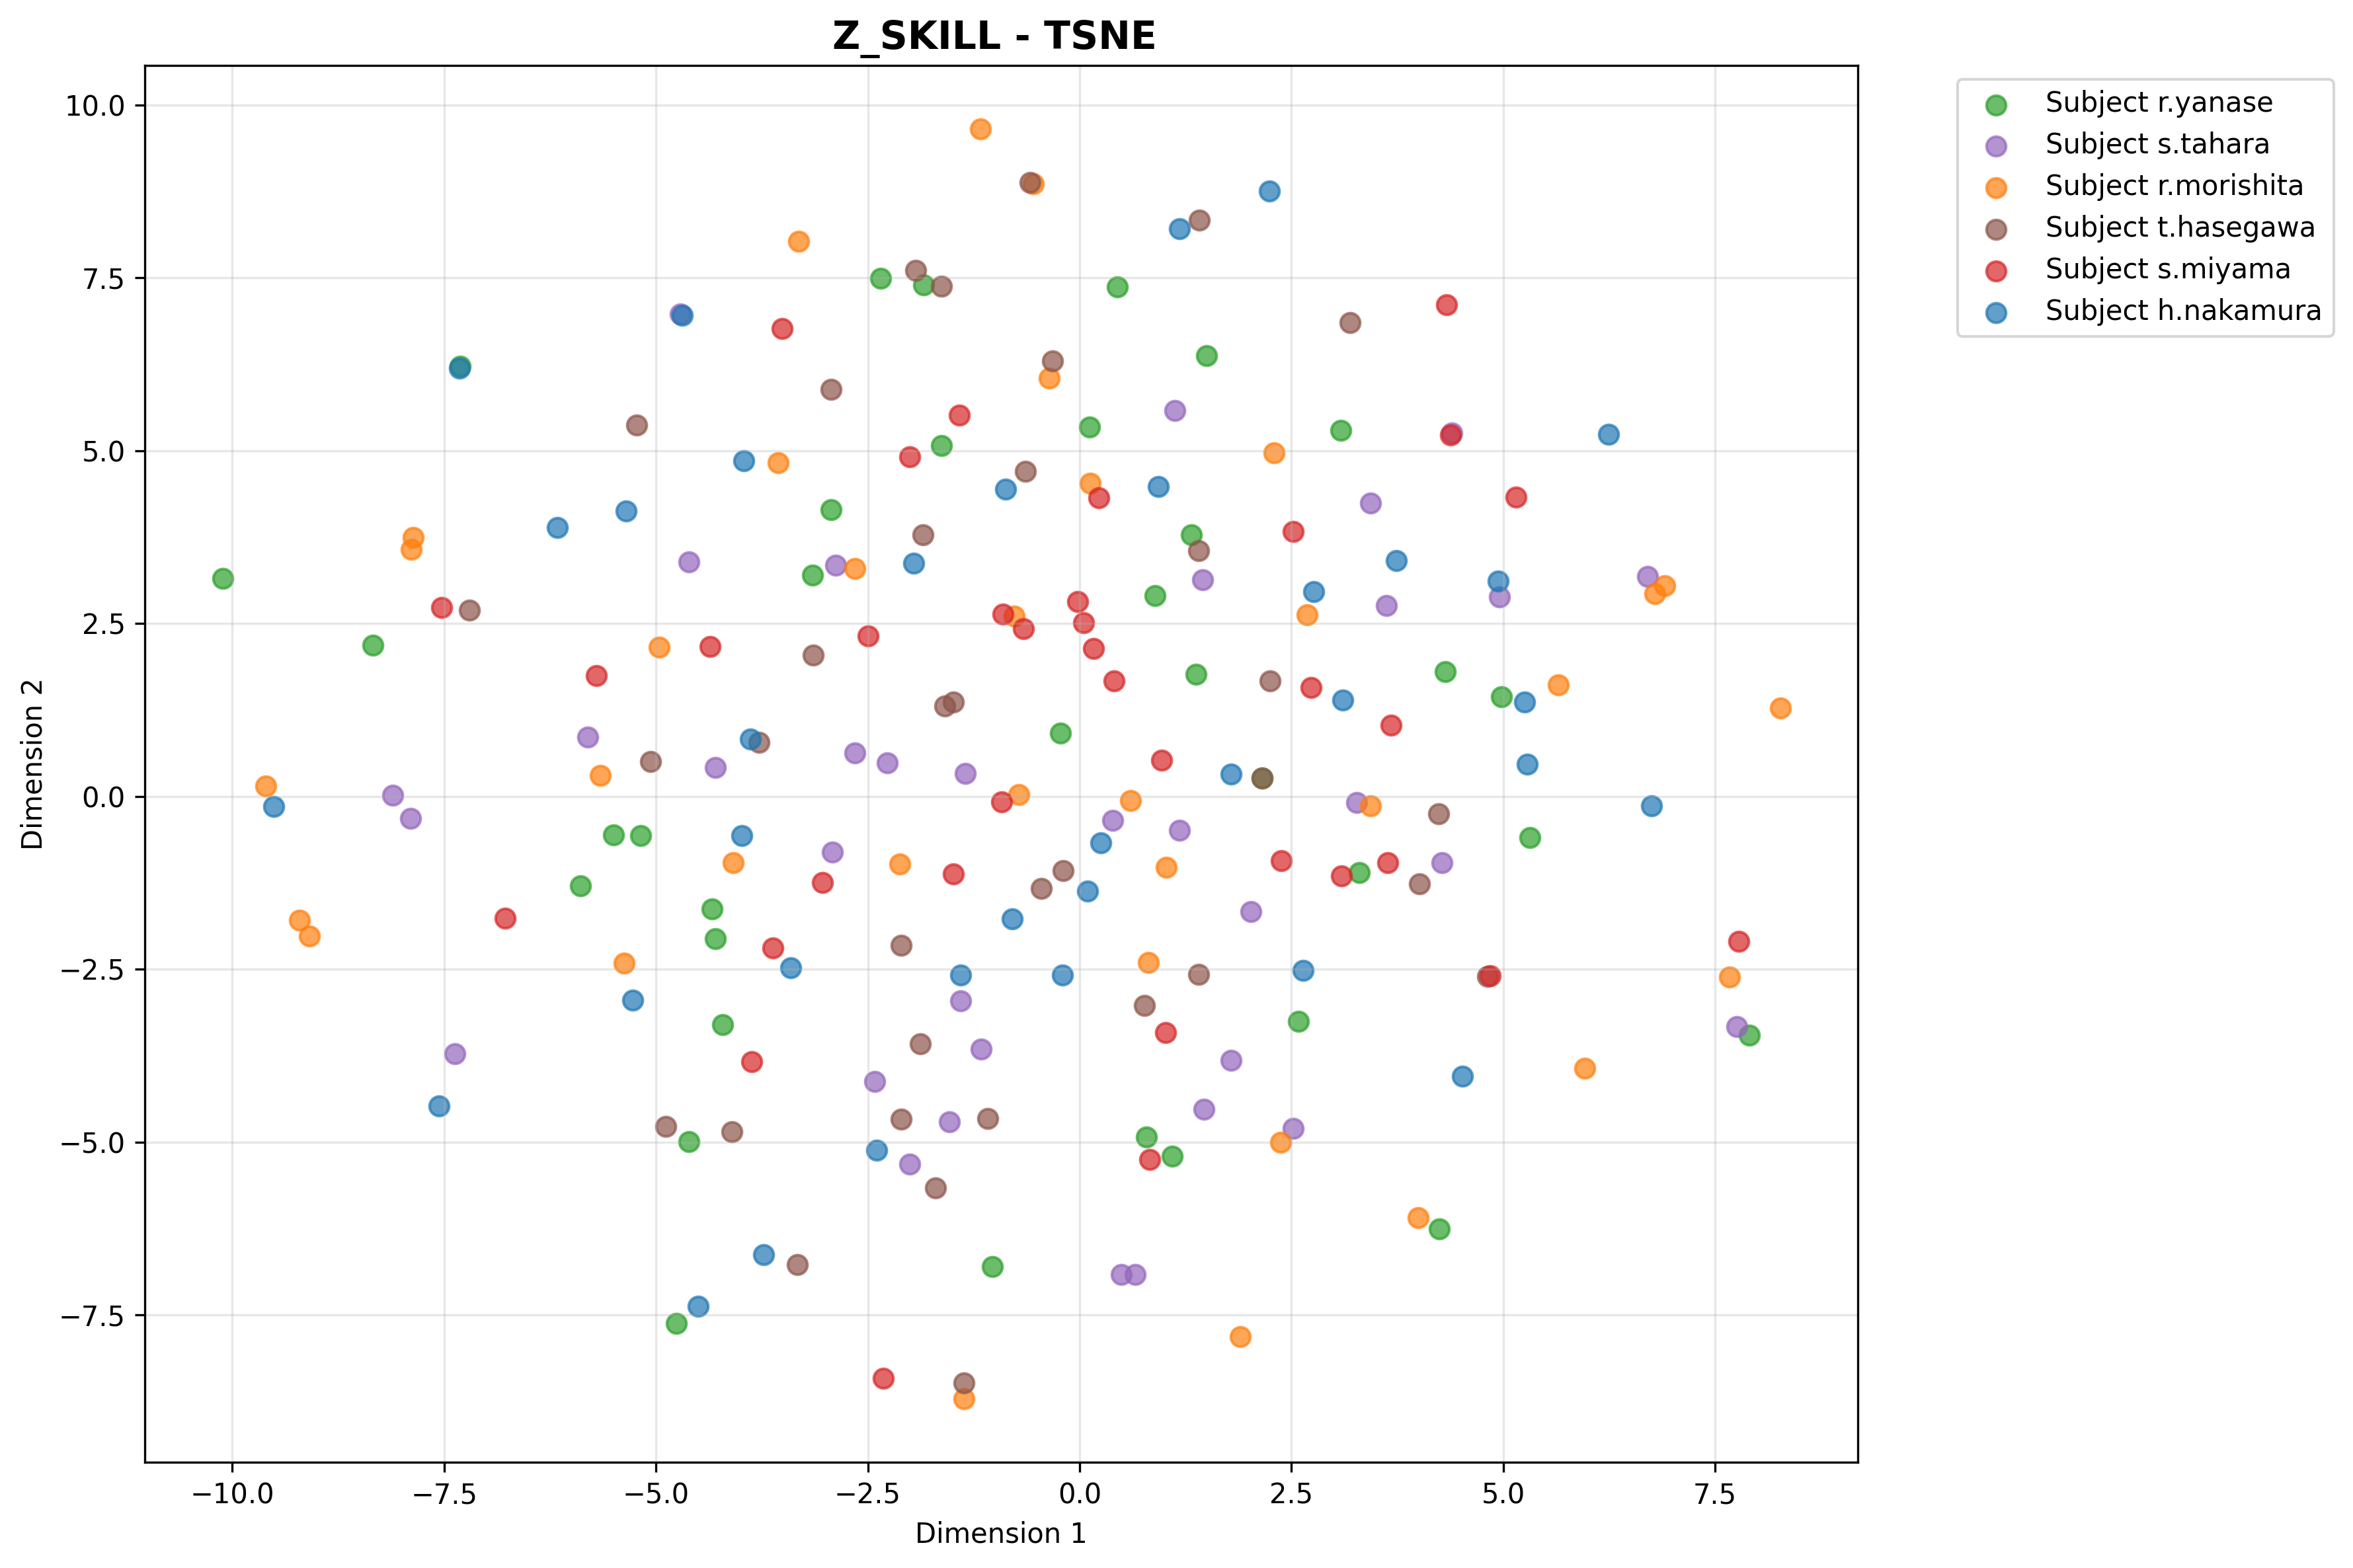 Z_SKILL - TSNE
Subject r.yanase
Subject s.tahara
Subject r.morishita
Subject t.hasegawa
Subject s.miyama
Subject h.nakamura
10.0
7.5
5.0
2.5
0.0
−2.5
−5.0
−7.5
Dimension 2
−10.0 −7.5 −5.0 −2.5 0.0 2.5 5.0 7.5
Dimension 1